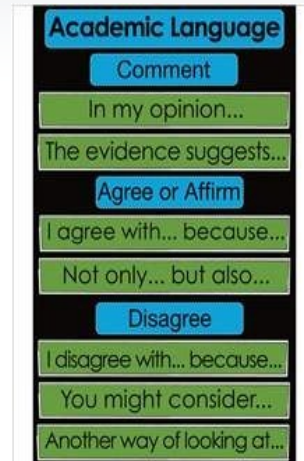 Academic Language
Comment
In my opinion...
The evidence suggests...
Agree or Affirm
I agree with... because...
Not only... but also...
Disagree
I disagree with... because...
You might consider...
Another way of looking at...